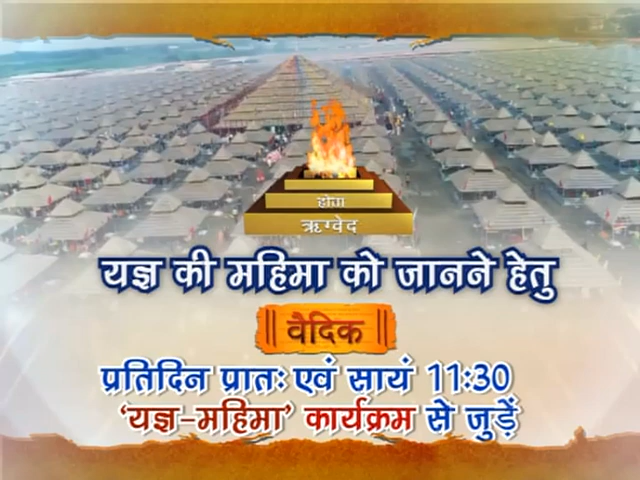 होता
ऋग्वेद
यज्ञ की महिमा को जानने हेतु
॥ वैदिक ॥
प्रतिदिन प्रातः एवं सायं 11:30
‘यज्ञ-महिमा’ कार्यक्रम से जुड़ें